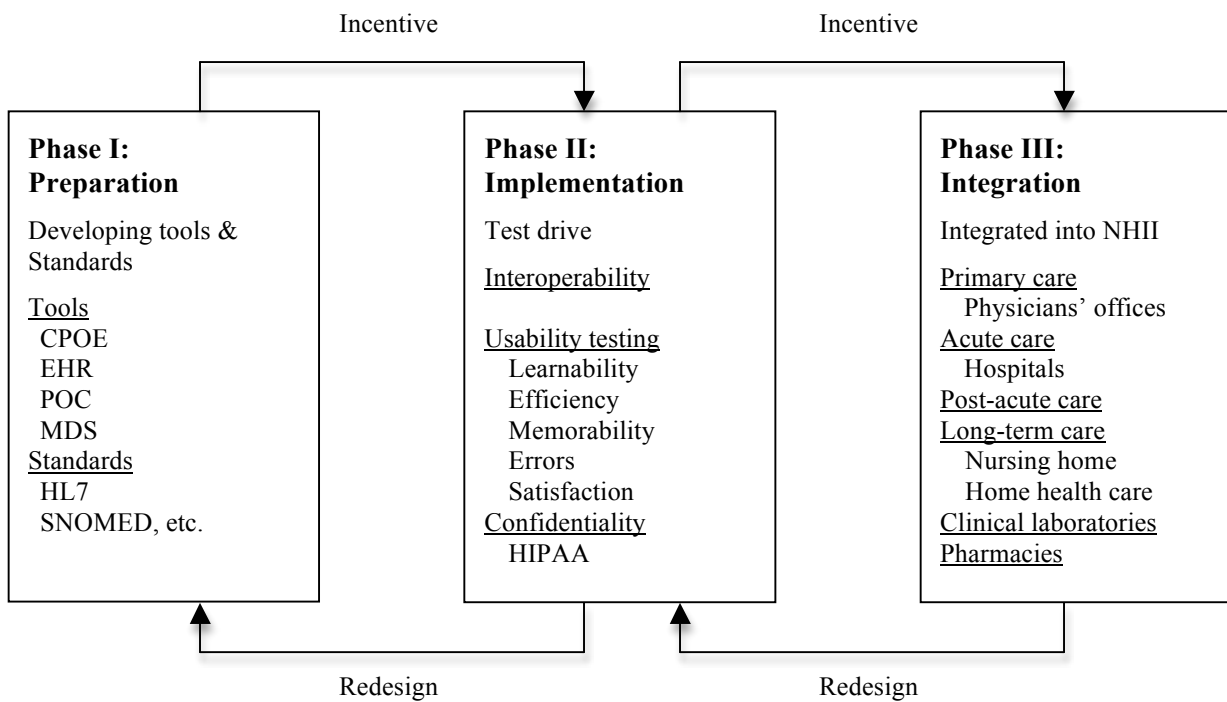 Incentive
Incentive
Phase I:
Preparation
Developing tools &
Standards
Tools
CPOE
EHR
POC
MDS
Standards
HL7
SNOMED, etc.
Phase II:
Implementation
Test drive
Interoperability
Usability testing
Learnability
Efficiency
Memorability
Errors
Satisfaction
Confidentiality
HIPAA
Phase III:
Integration
Integrated into NHII
Primary care
Physicians’ offices
Acute care
Hospitals
Post-acute care
Long-term care
Nursing home
Home health care
Clinical laboratories
Pharmacies
Redesign
Redesign